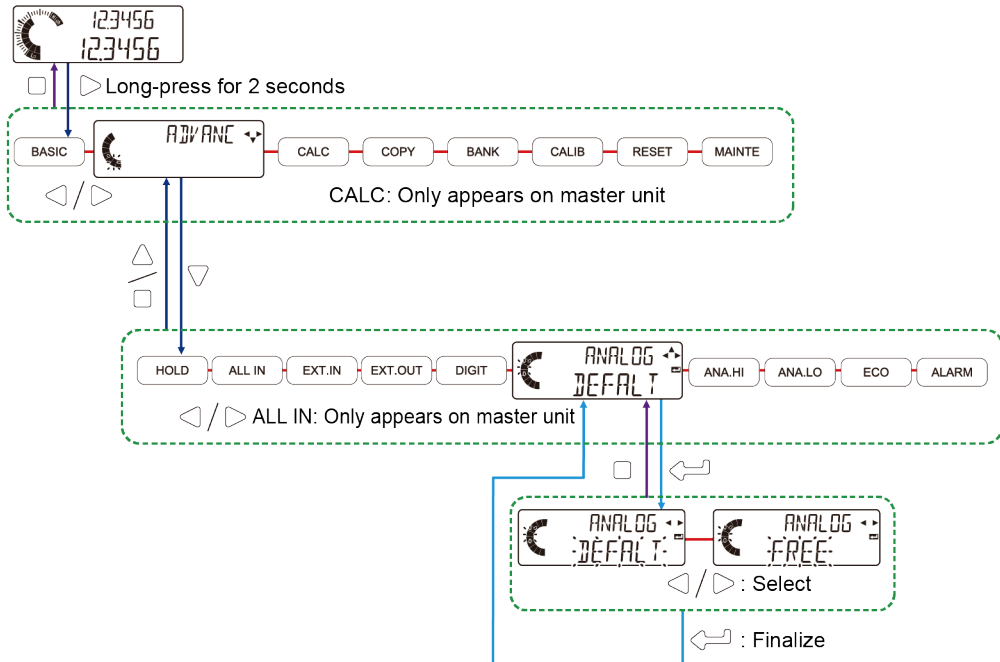 12.3456
12.3456
Long-press for 2 seconds
BASIC ADVANC CALC COPY BANK CALIB RESET MAINTE
/ CALC: Only appears on master unit
HOLD ALL IN EXT.IN EXT.OUT DIGIT ANALOG DEFALT ANA.HI ANA.LO ECO ALARM
/ ALL IN: Only appears on master unit
ANALOG
DEFALT
ANALOG
FREE
/ : Select
: Finalize